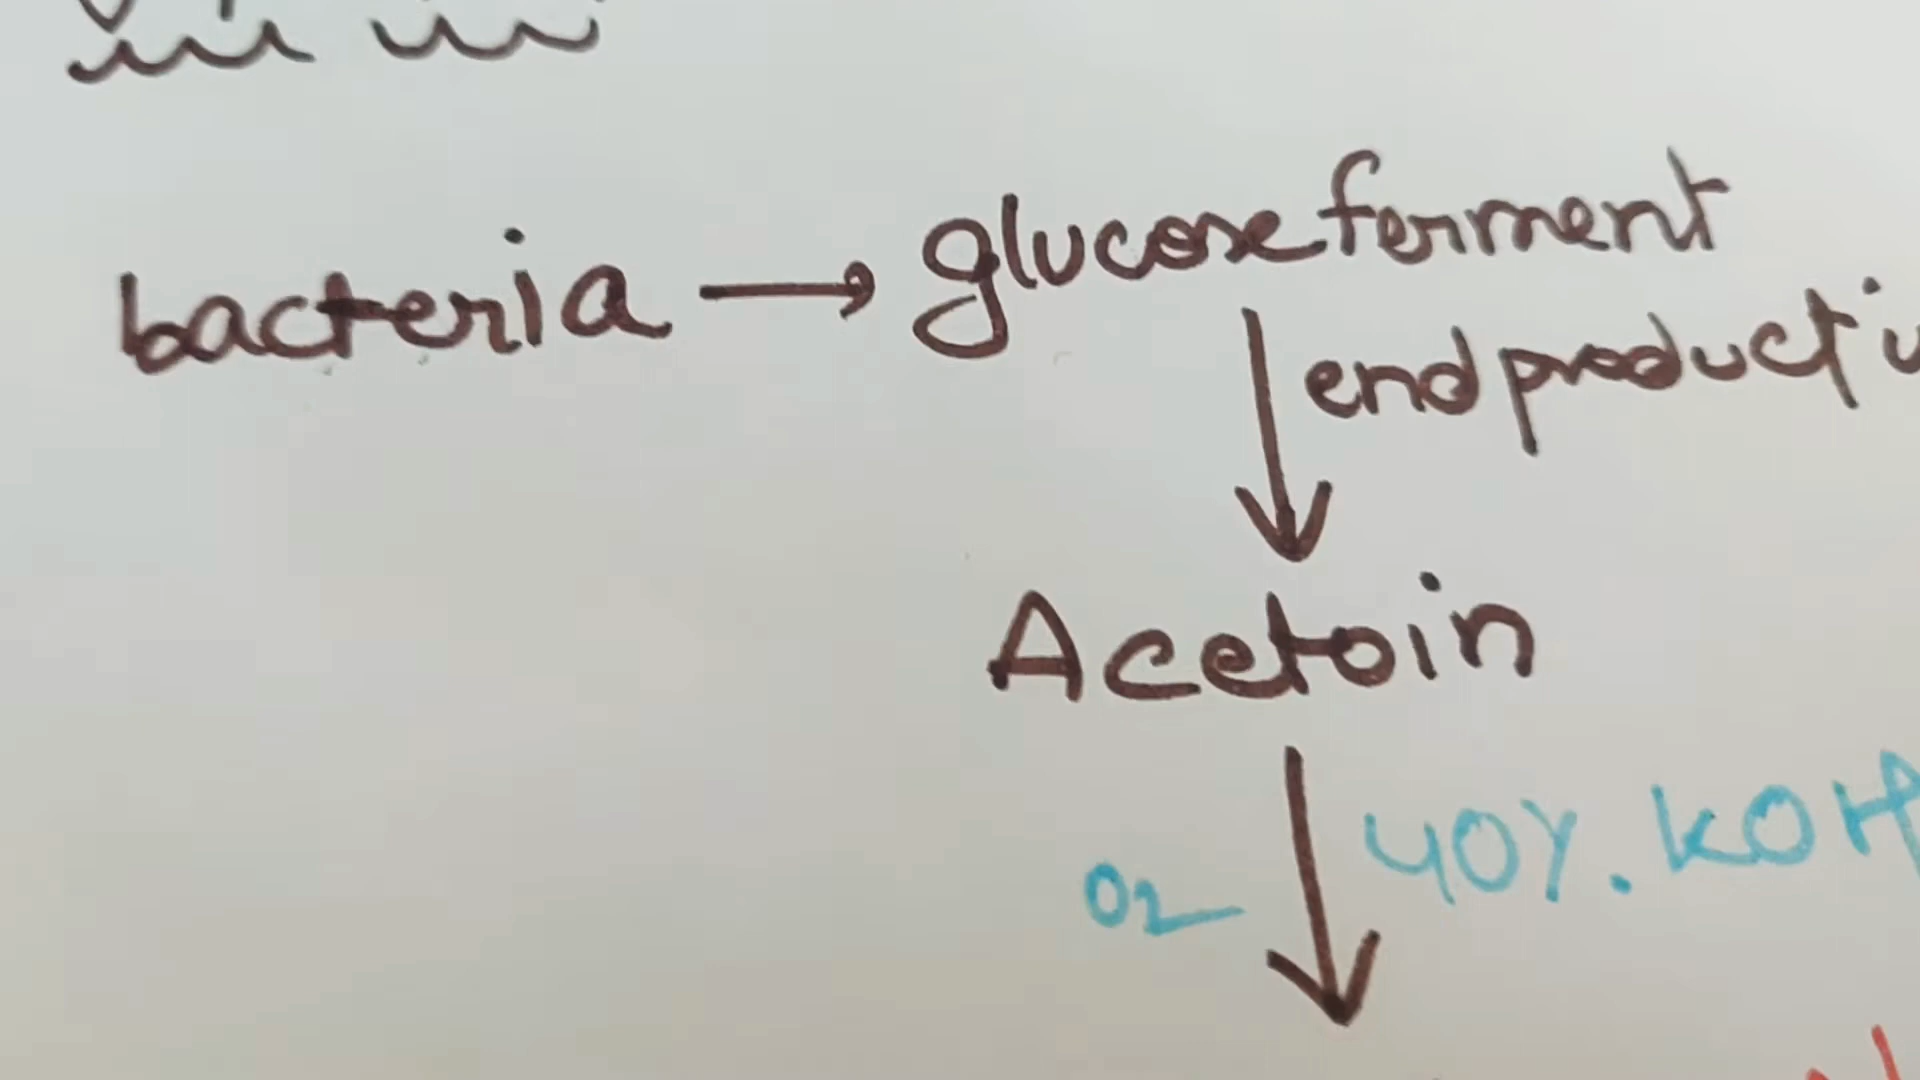 bacteria → glucose ferment
end product
Acetoin
O2 40%. KOH